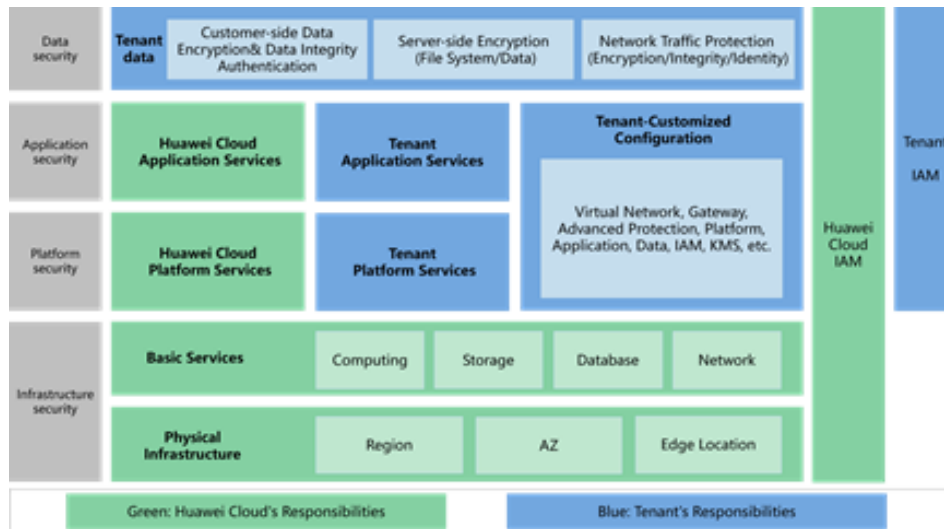 Data
security
Tenant
data
Customer-side Data
Encryption& Data Integrity
Authentication
Server-side Encryption
(File System/Data)
Network Traffic Protection
(Encryption/Integrity/Identity)
Application
security
Huawei Cloud
Application Services
Tenant
Application Services
Tenant-Customized
Configuration
Virtual Network, Gateway,
Advanced Protection, Platform,
Application, Data, IAM, KMS, etc.
Platform
security
Huawei Cloud
Platform Services
Tenant
Platform Services
Huawei
Cloud
IAM
Tenant
IAM
Infrastructure
security
Basic Services
Computing
Storage
Database
Network
Physical
Infrastructure
Region
AZ
Edge Location
Green: Huawei Cloud's Responsibilities
Blue: Tenant's Responsibilities